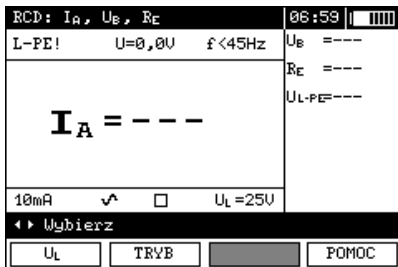 RCD: IA, UB, RE 06:59
L-PE! U=0,0V f<45Hz
UB =---
RE =---
UL-PE=---
IA = ---
10mA UL=25V
Wybierz
UL TRYB POMOC